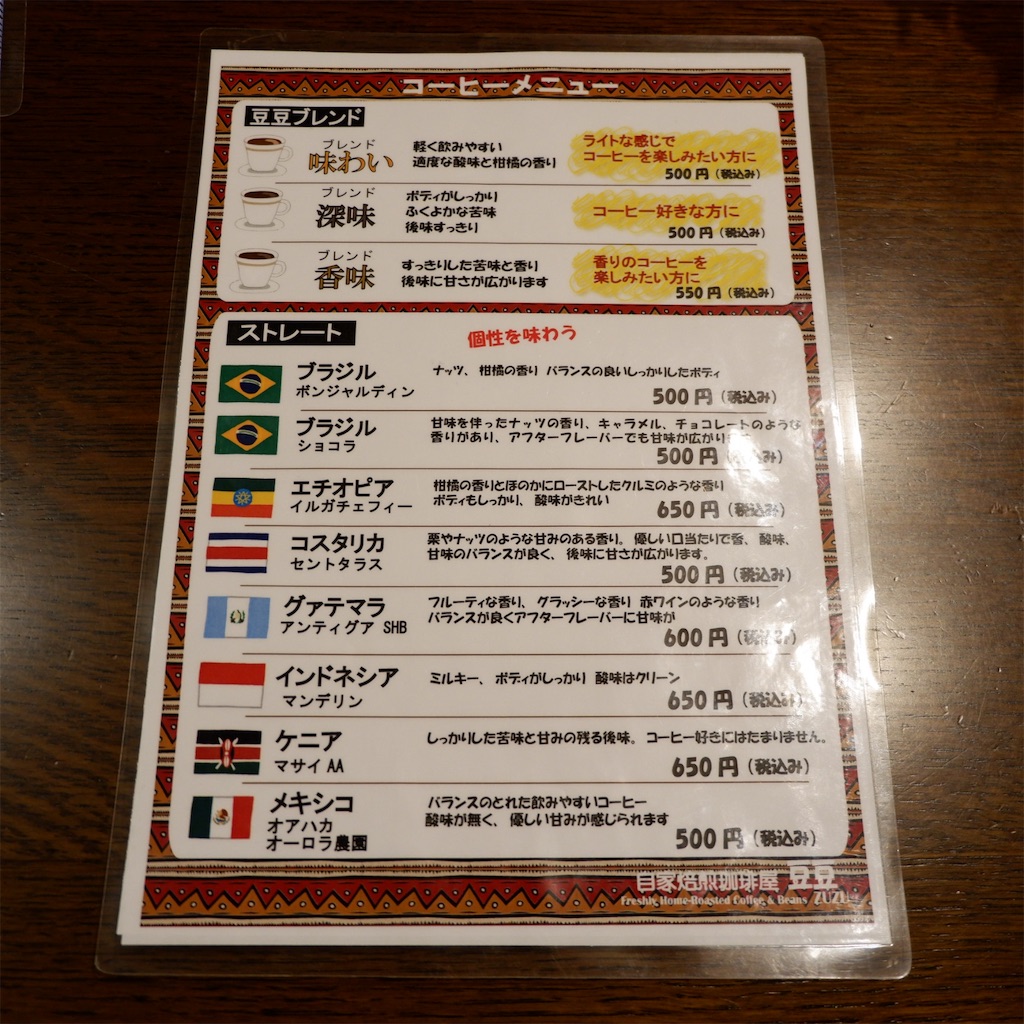 コーヒーメニュー
豆豆ブレンド
ブレンド
味わい
軽く飲みやすい
適度な酸味と柑橘の香り
ライトな感じで
コーヒーを楽しみたい方に
500円(税込み)
ブレンド
深味
ボディがしっかり
ふくよかな苦味
後味すっきり
コーヒー好きな方に
500円(税込み)
ブレンド
香味
すっきりした苦味と香り
後味に甘さが広がります
香りのコーヒーを
楽しみたい方に
550円(税込み)
ストレート
個性を味わう
ブラジル
ボンジャルディン
ナッツ、柑橘の香り バランスの良いしっかりしたボディ
500円(税込み)
ブラジル
ショコラ
甘味を伴ったナッツの香り、キャラメル、チョコレートのような
香りがあり、アフターフレーバーでも甘味が広がります
500円(税込み)
エチオピア
イルガチェフィー
柑橘の香りとほのかにローストしたクルミのような香り
ボディもしっかり、酸味がきれい
650円(税込み)
コスタリカ
セントタラス
栗やナッツのような甘みのある香り。優しい口当たりで香、酸味、
甘味のバランスが良く、後味に甘さが広がります。
500円(税込み)
グァテマラ
アンティグア SHB
フルーティな香り、グラッシーな香り 赤ワインのような香り
バランスが良くアフターフレーバーに甘味が
600円(税込み)
インドネシア
マンデリン
ミルキー、ボディがしっかり 酸味はクリーン
650円(税込み)
ケニア
マサイ AA
しっかりした苦味と甘みの残る後味。コーヒー好きにはたまりません。
650円(税込み)
メキシコ
オアハカ
オーロラ農園
バランスのとれた飲みやすいコーヒー
酸味が無く、優しい甘みが感じられます
500円(税込み)
自家焙煎珈琲屋 豆豆
Freshly Home-Roasted Coffee & Beans ZUZU